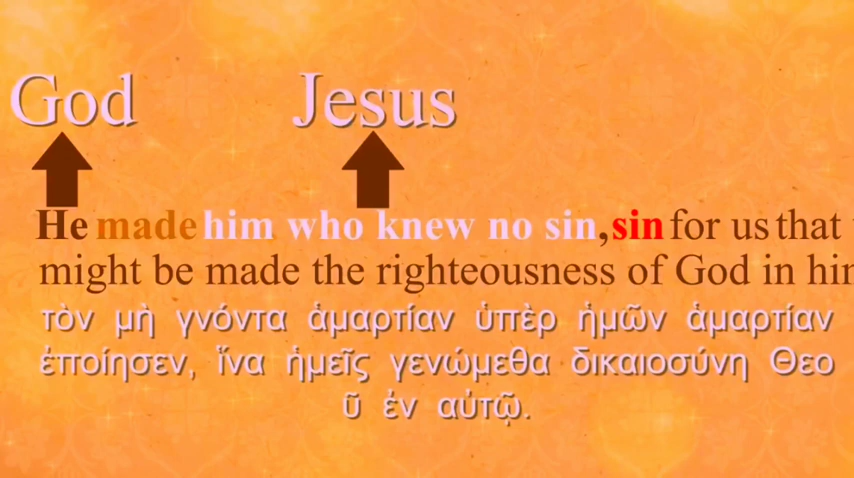 God Jesus
He made him who knew no sin, sin for us that
might be made the righteousness of God in
τὸν μὴ γνόντα ἁμαρτίαν ὑπὲρ ἡμῶν ἁμαρτίαν
ἐποίησεν, ἵνα ἡμεῖς γενώμεθα δικαιοσύνη Θεο
ῦ ἐν αὐτῷ.